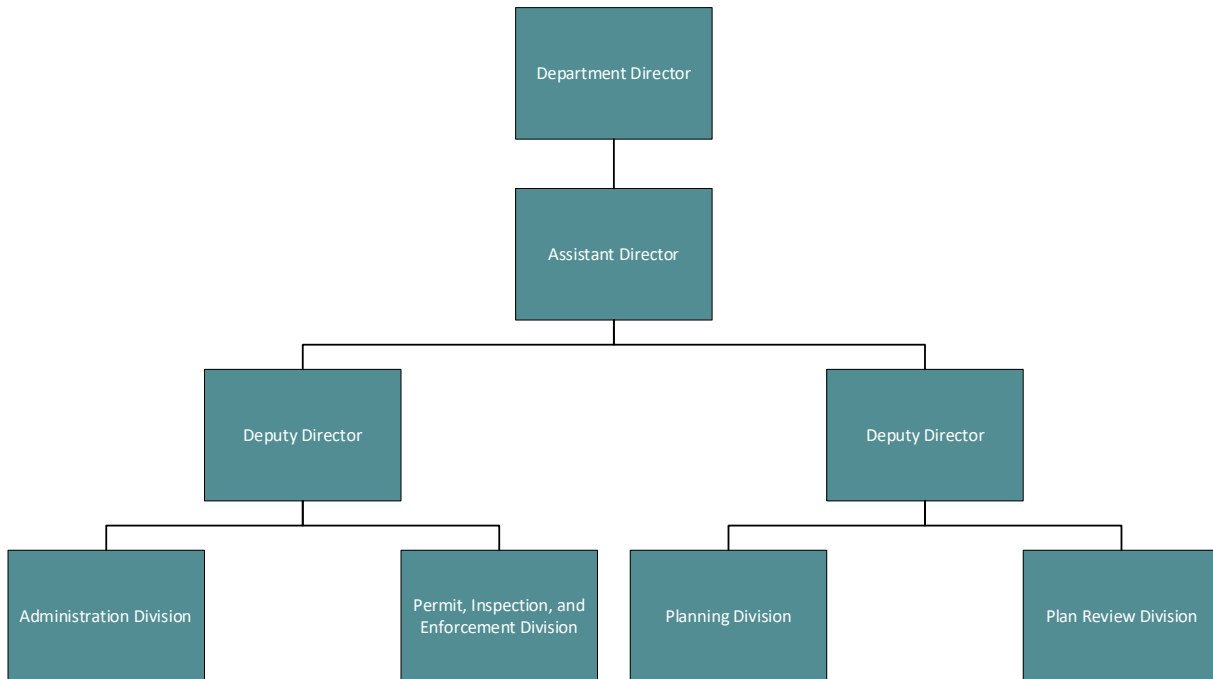 Department Director
Assistant Director
Deputy Director
Deputy Director
Administration Division
Permit, Inspection, and
Enforcement Division
Planning Division
Plan Review Division